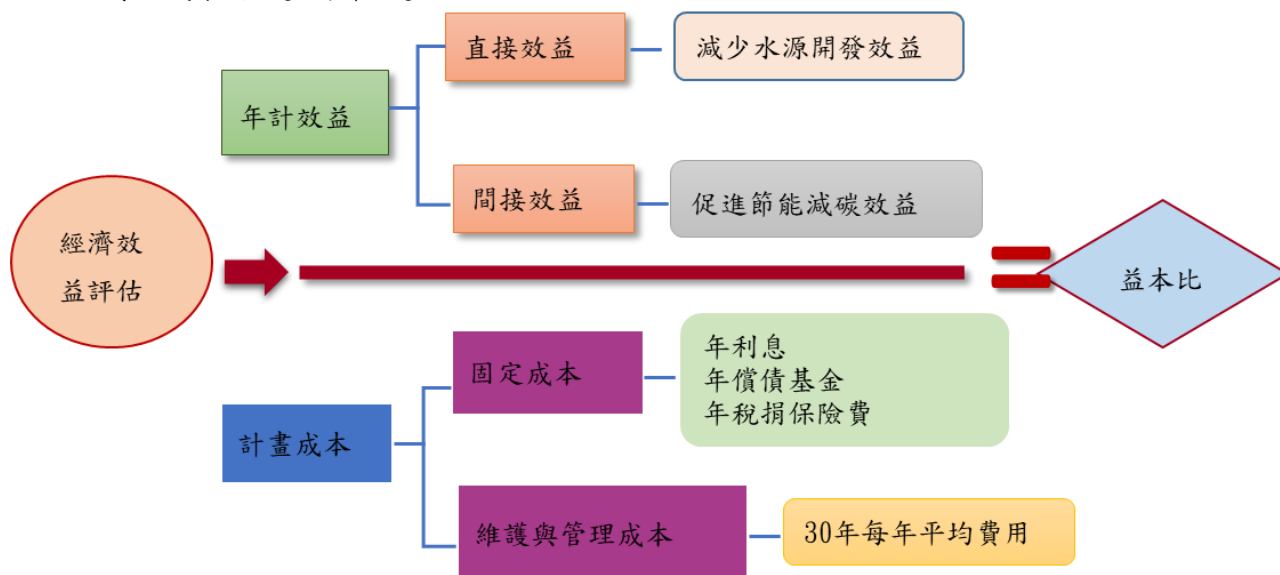 直接效益
減少水源開發效益
年計效益
間接效益
促進節能減碳效益
經濟效
益評估
益本比
固定成本
年利息
年償債基金
年稅捐保險費
計畫成本
維護與管理成本
30年每年平均費用